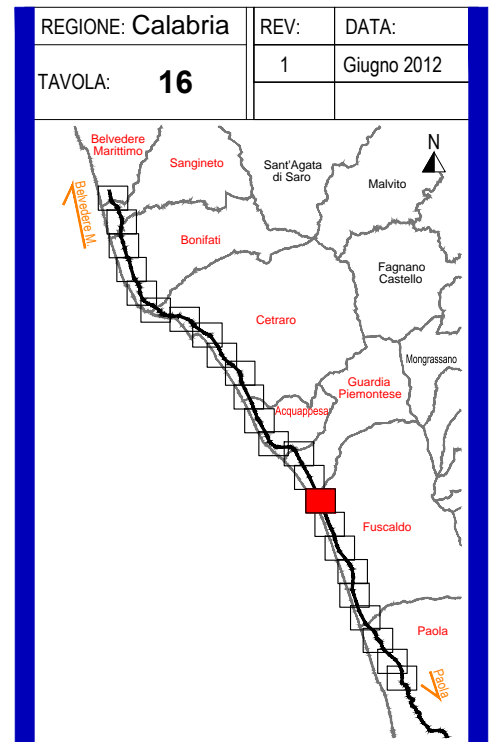 REGIONE: Calabria
REV:
DATA:
TAVOLA: 16
1
Giugno 2012
Belvedere
Marittimo
Sangineto
Sant'Agata
di Saro
Malvito
N
Belvedere M.
Bonifati
Fagnano
Castello
Cetraro
Mongrassano
Guardia
Piemontese
Acquappesa
Fuscaldo
Paola
Paola